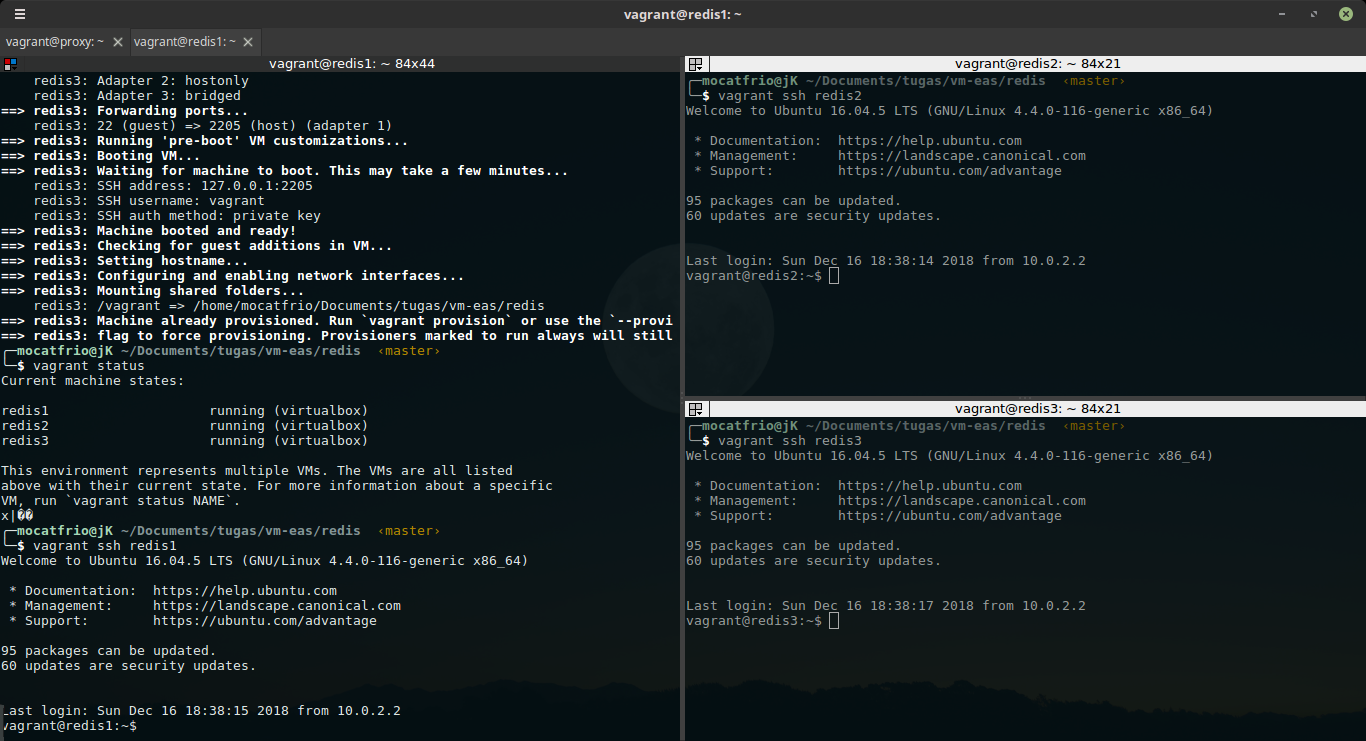 vagrant@redis1: ~
vagrant@proxy: ~
vagrant@redis1: ~
vagrant@redis1: ~ 84x44
    redis3: Adapter 2: hostonly
    redis3: Adapter 3: bridged
==> redis3: Forwarding ports...
    redis3: 22 (guest) => 2205 (host) (adapter 1)
==> redis3: Running 'pre-boot' VM customizations...
==> redis3: Booting VM...
==> redis3: Waiting for machine to boot. This may take a few minutes...
    redis3: SSH address: 127.0.0.1:2205
    redis3: SSH username: vagrant
    redis3: SSH auth method: private key
==> redis3: Machine booted and ready!
==> redis3: Checking for guest additions in VM...
==> redis3: Setting hostname...
==> redis3: Configuring and enabling network interfaces...
==> redis3: Mounting shared folders...
    redis3: /vagrant => /home/mocatfrio/Documents/tugas/vm-eas/redis
==> redis3: Machine already provisioned. Run `vagrant provision` or use the `--provi
==> redis3: flag to force provisioning. Provisioners marked to run always will still
╭─mocatfrio@jK ~/Documents/tugas/vm-eas/redis  ‹master›
╰─$ vagrant status
Current machine states:
redis1                    running (virtualbox)
redis2                    running (virtualbox)
redis3                    running (virtualbox)
This environment represents multiple VMs. The VMs are all listed
above with their current state. For more information about a specific
VM, run `vagrant status NAME`.
x|��
╭─mocatfrio@jK ~/Documents/tugas/vm-eas/redis  ‹master›
╰─$ vagrant ssh redis1
Welcome to Ubuntu 16.04.5 LTS (GNU/Linux 4.4.0-116-generic x86_64)
 * Documentation:  https://help.ubuntu.com
 * Management:     https://landscape.canonical.com
 * Support:        https://ubuntu.com/advantage
95 packages can be updated.
60 updates are security updates.
Last login: Sun Dec 16 18:38:15 2018 from 10.0.2.2
vagrant@redis1:~$
vagrant@redis2: ~ 84x21
╭─mocatfrio@jK ~/Documents/tugas/vm-eas/redis  ‹master›
╰─$ vagrant ssh redis2
Welcome to Ubuntu 16.04.5 LTS (GNU/Linux 4.4.0-116-generic x86_64)
 * Documentation:  https://help.ubuntu.com
 * Management:     https://landscape.canonical.com
 * Support:        https://ubuntu.com/advantage
95 packages can be updated.
60 updates are security updates.
Last login: Sun Dec 16 18:38:14 2018 from 10.0.2.2
vagrant@redis2:~$
vagrant@redis3: ~ 84x21
╭─mocatfrio@jK ~/Documents/tugas/vm-eas/redis  ‹master›
╰─$ vagrant ssh redis3
Welcome to Ubuntu 16.04.5 LTS (GNU/Linux 4.4.0-116-generic x86_64)
 * Documentation:  https://help.ubuntu.com
 * Management:     https://landscape.canonical.com
 * Support:        https://ubuntu.com/advantage
95 packages can be updated.
60 updates are security updates.
Last login: Sun Dec 16 18:38:17 2018 from 10.0.2.2
vagrant@redis3:~$